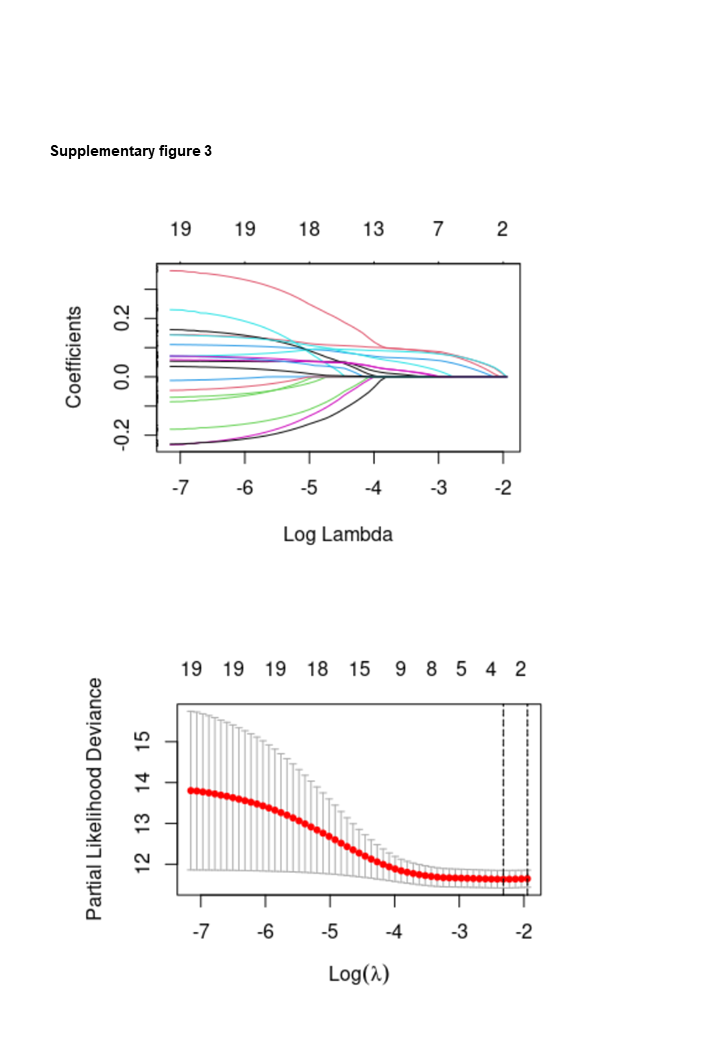 Supplementary figure 3
19 19 18 13 7 2
Coefficients
0.2
0.0
-0.2
-7 -6 -5 -4 -3 -2
Log Lambda
19 19 19 18 15 9 8 5 4 2
Partial Likelihood Deviance
15
14
13
12
-7 -6 -5 -4 -3 -2
Log(λ)